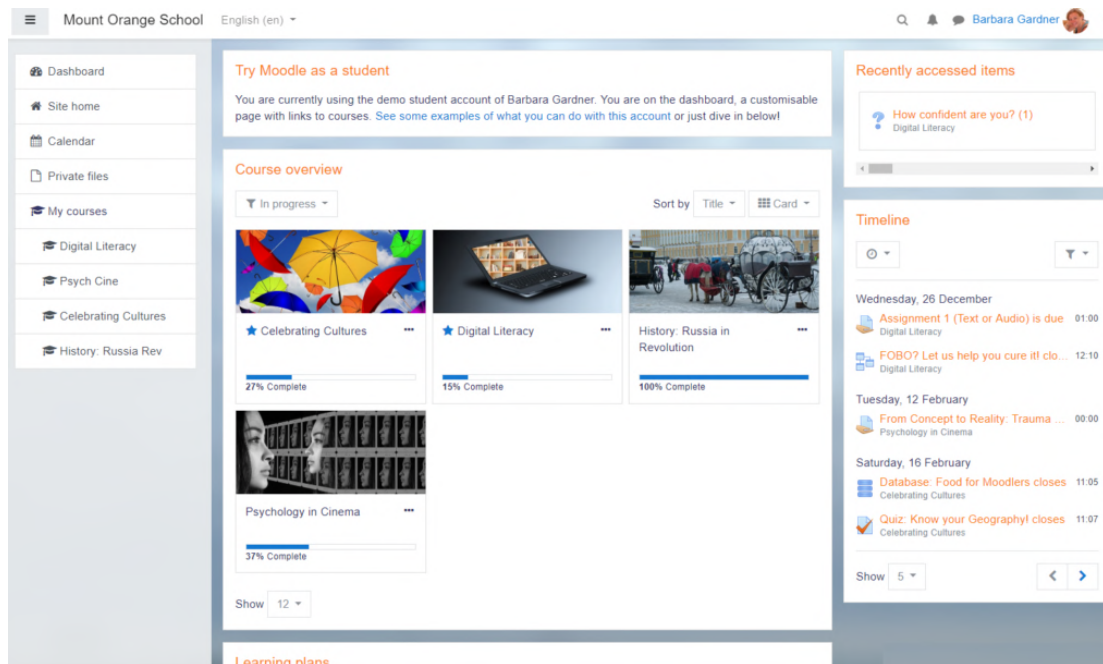 Mount Orange School
English (en)
Barbara Gardner
Dashboard
Site home
Calendar
Private files
My courses
Digital Literacy
Psych Cine
Celebrating Cultures
History: Russia Rev
Try Moodle as a student
You are currently using the demo student account of Barbara Gardner. You are on the dashboard, a customisable
page with links to courses. See some examples of what you can do with this account or just dive in below!
Course overview
In progress
Sort by Title Card
Celebrating Cultures
27% Complete
Digital Literacy
15% Complete
History: Russia in
Revolution
100% Complete
Psychology in Cinema
37% Complete
Show 12
Learning plans
Recently accessed items
How confident are you? (1)
Digital Literacy
Timeline
Wednesday, 26 December
Assignment 1 (Text or Audio) is due 01:00
Digital Literacy
FOBO? Let us help you cure it! clo... 12:10
Digital Literacy
Tuesday, 12 February
From Concept to Reality: Trauma ... 00:00
Psychology in Cinema
Saturday, 16 February
Database: Food for Moodlers closes 11:05
Celebrating Cultures
Quiz: Know your Geography! closes 11:07
Celebrating Cultures
Show 5